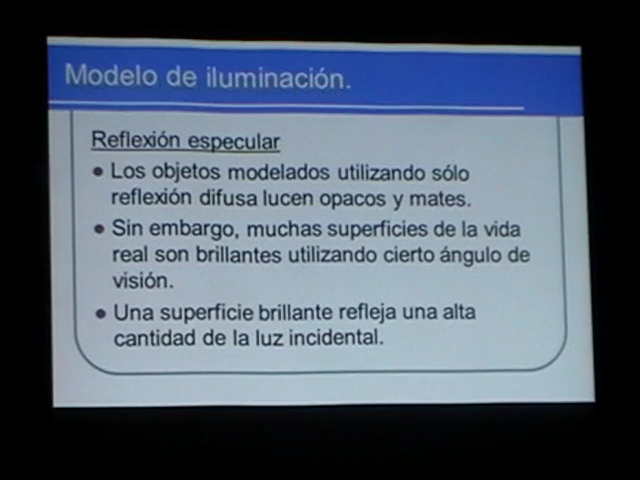 Modelo de iluminación.
Reflexión especular
• Los objetos modelados utilizando sólo
reflexión difusa lucen opacos y mates.
• Sin embargo, muchas superficies de la vida
real son brillantes utilizando cierto ángulo de
visión.
• Una superficie brillante refleja una alta
cantidad de la luz incidental.